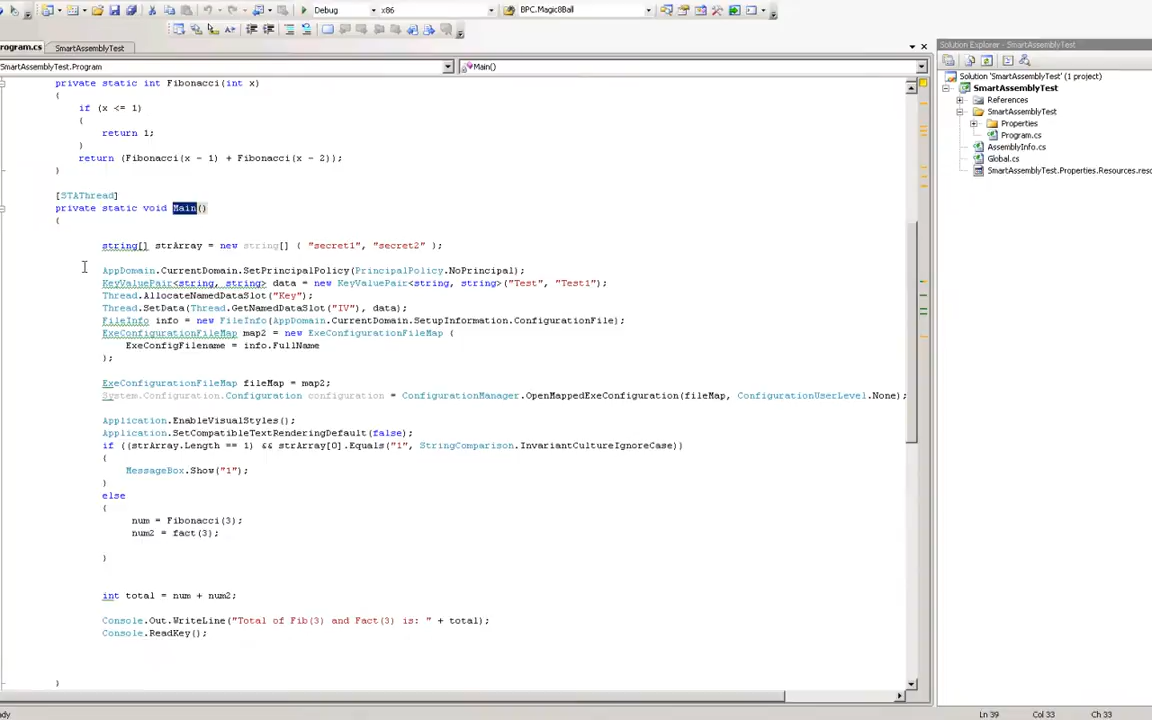 Debug
x86
BPC.Magic8Ball
rogram.cs
SmartAssemblyTest
SmartAssemblyTest.Program
Main()
private static int Fibonacci(int x)
{
if (x <= 1)
{
return 1;
}
return (Fibonacci(x - 1) + Fibonacci(x - 2));
}
[STAThread]
private static void Main()
{
string[] strArray = new string[] { "secret1", "secret2" };
AppDomain.CurrentDomain.SetPrincipalPolicy(PrincipalPolicy.NoPrincipal);
KeyValuePair<string, string> data = new KeyValuePair<string, string>("Test", "Test1");
Thread.AllocateNamedDataSlot("Key");
Thread.SetData(Thread.GetNamedDataSlot("IV"), data);
FileInfo info = new FileInfo(AppDomain.CurrentDomain.SetupInformation.ConfigurationFile);
ExeConfigurationFileMap map2 = new ExeConfigurationFileMap {
ExeConfigFilename = info.FullName
};
ExeConfigurationFileMap fileMap = map2;
System.Configuration.Configuration configuration = ConfigurationManager.OpenMappedExeConfiguration(fileMap, ConfigurationUserLevel.None);
Application.EnableVisualStyles();
Application.SetCompatibleTextRenderingDefault(false);
if ((strArray.Length == 1) && strArray[0].Equals("1", StringComparison.InvariantCultureIgnoreCase))
{
MessageBox.Show("1");
}
else
{
num = Fibonacci(3);
num2 = fact(3);
}
int total = num + num2;
Console.Out.WriteLine("Total of Fib(3) and Fact(3) is: " + total);
Console.ReadKey();
}
Solution Explorer - SmartAssemblyTest
Solution 'SmartAssemblyTest' (1 project)
SmartAssemblyTest
References
SmartAssemblyTest
Properties
Program.cs
AssemblyInfo.cs
Global.cs
SmartAssemblyTest.Properties.Resources.reso
eady
Ln 39
Col 33
Ch 33